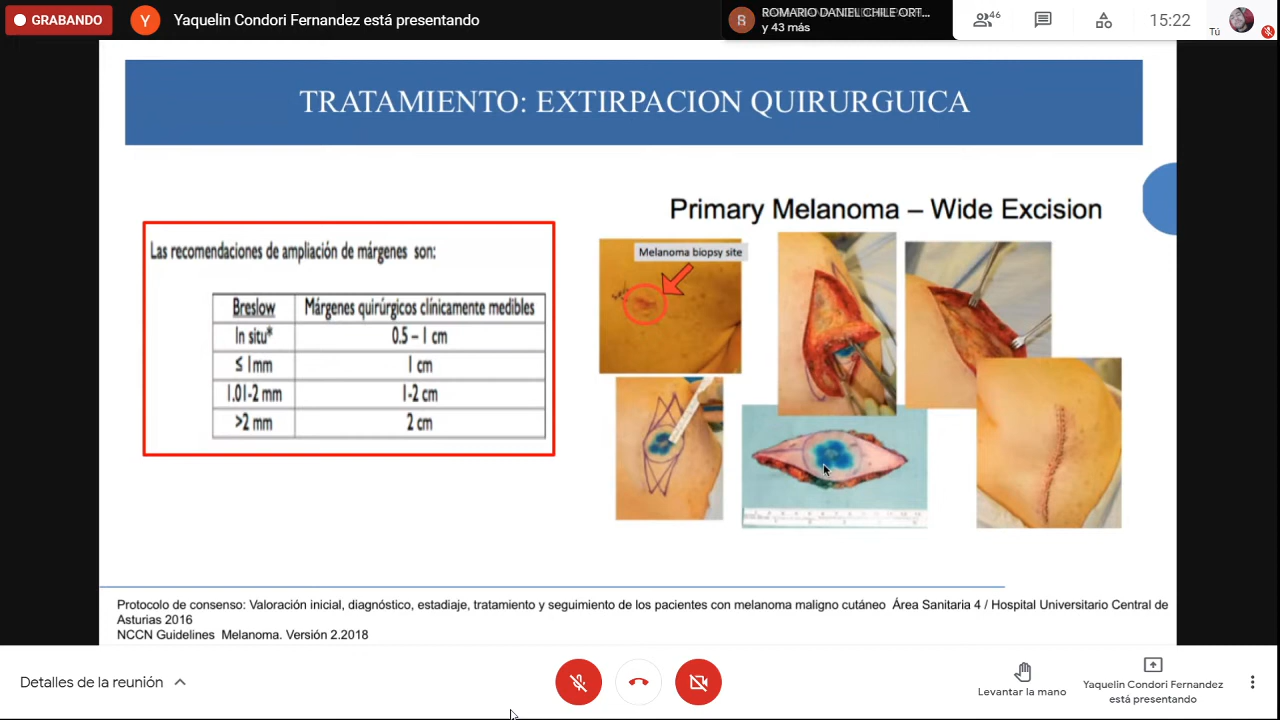 GRABANDO
Y
Yaquelin Condori Fernandez está presentando
R
ROMARIO DANIEL CHILE ORT...
y 43 más
46
15:22
Tú
TRATAMIENTO: EXTIRPACION QUIRURGUICA
Las recomendaciones de ampliación de márgenes son:
Breslow Márgenes quirúrgicos clínicamente medibles
In situ* 0.5 – 1 cm
≤ 1mm 1 cm
1.01-2 mm 1-2 cm
>2 mm 2 cm
Primary Melanoma – Wide Excision
Melanoma biopsy site
Protocolo de consenso: Valoración inicial, diagnóstico, estadiaje, tratamiento y seguimiento de los pacientes con melanoma maligno cutáneo Área Sanitaria 4 / Hospital Universitario Central de
Asturias 2016
NCCN Guidelines Melanoma. Versión 2.2018
Detalles de la reunión
Levantar la mano
Yaquelin Condori Fernandez
está presentando